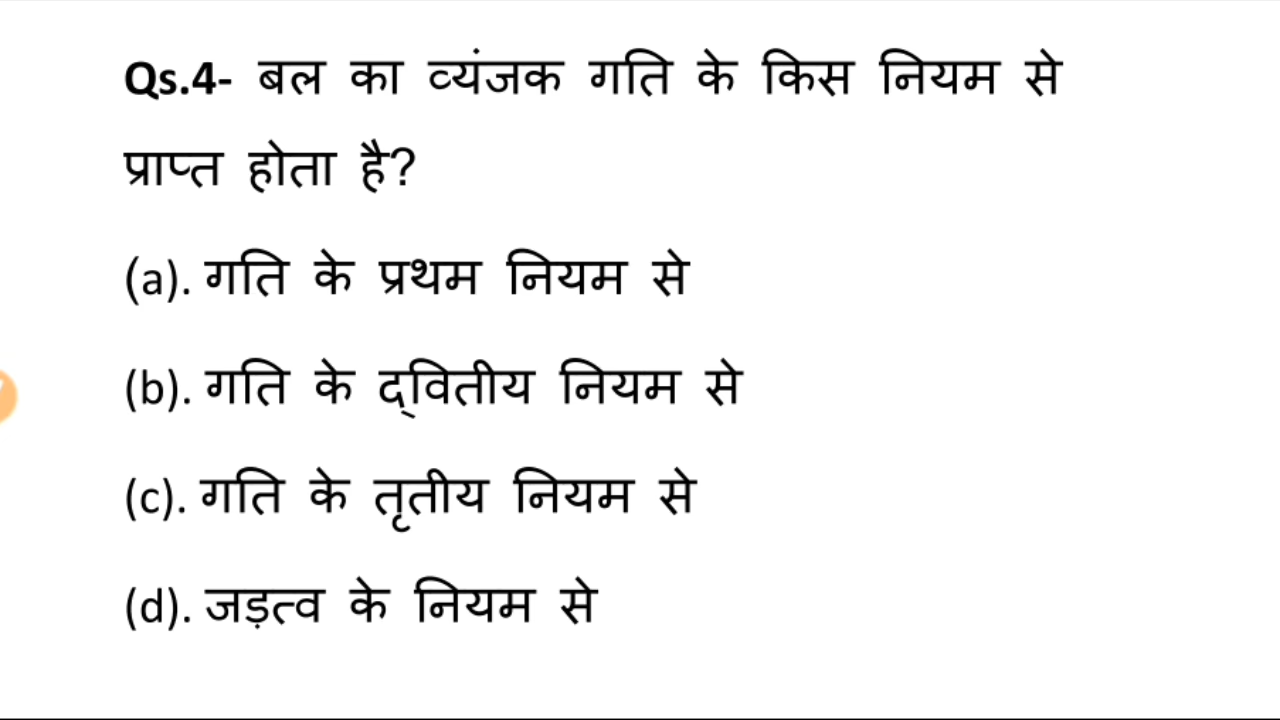 Qs.4- बल का व्यंजक गति के किस नियम से
प्राप्त होता है?
(a). गति के प्रथम नियम से
(b). गति के द्वितीय नियम से
(c). गति के तृतीय नियम से
(d). जड़त्व के नियम से